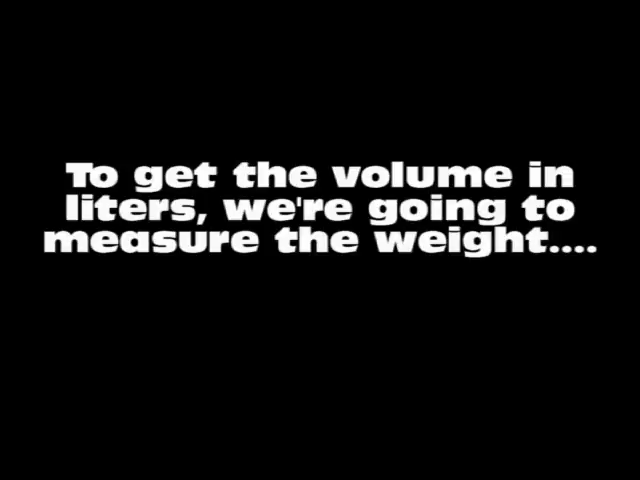 To get the volume in
liters, we're going to
measure the weight....